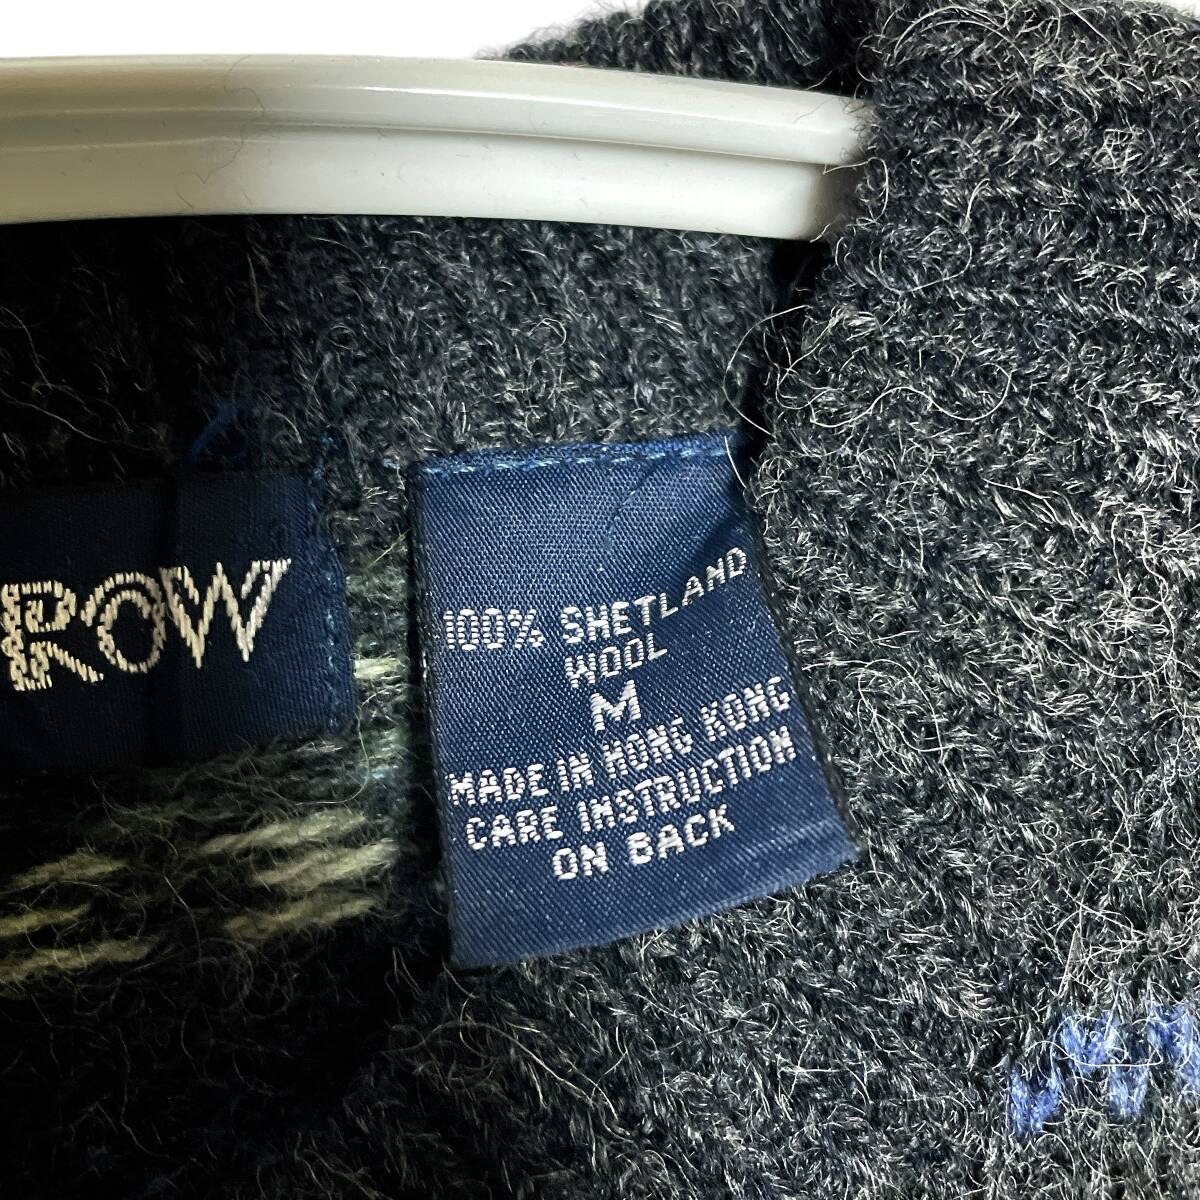 ROW
100% SHETLAND
WOOL
M
MADE IN HONG KONG
CARE INSTRUCTION
ON BACK